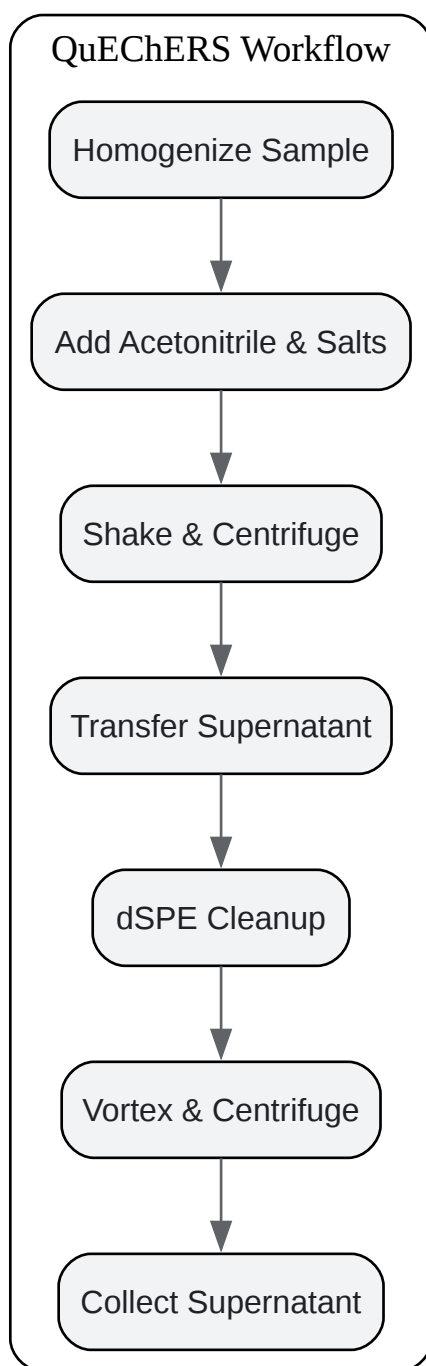 QuEChERS Workflow
Homogenize Sample
Add Acetonitrile & Salts
Shake & Centrifuge
Transfer Supernatant
dSPE Cleanup
Vortex & Centrifuge
Collect Supernatant